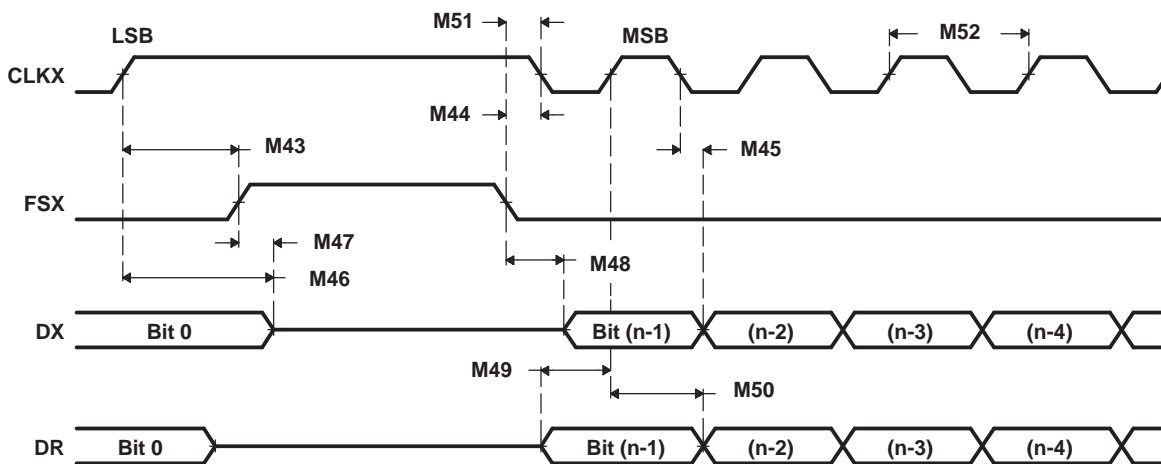 M51
LSB
MSB
M52
CLKX
M44
M43
M45
FSX
M47
M48
M46
DX
Bit 0
Bit (n-1)
(n-2)
(n-3)
(n-4)
M49
M50
DR
Bit 0
Bit (n-1)
(n-2)
(n-3)
(n-4)